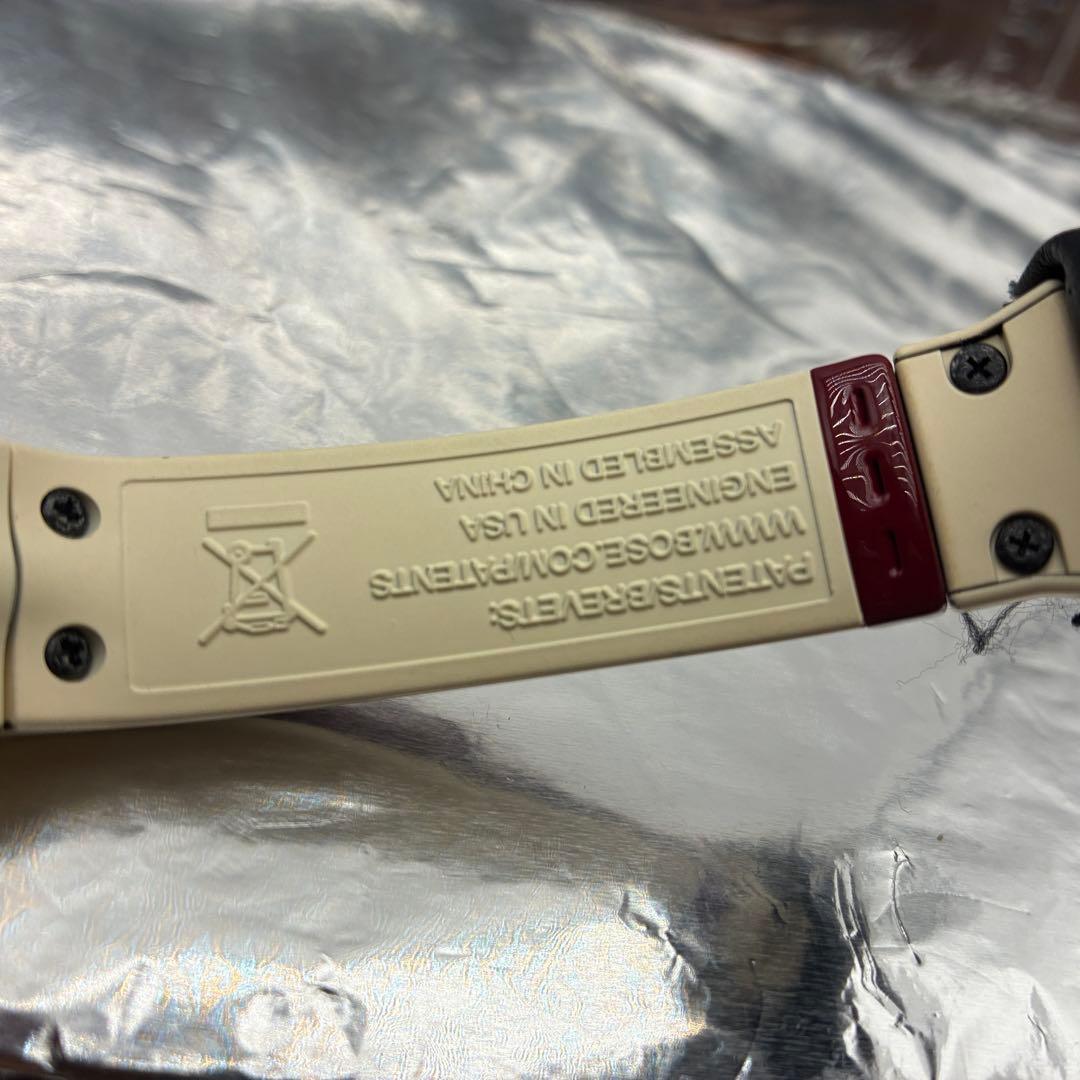 PATENTS/BREVETS:
WWW.BOSE.COM/PATENTS
ENGINEERED IN USA
ASSEMBLED IN CHINA